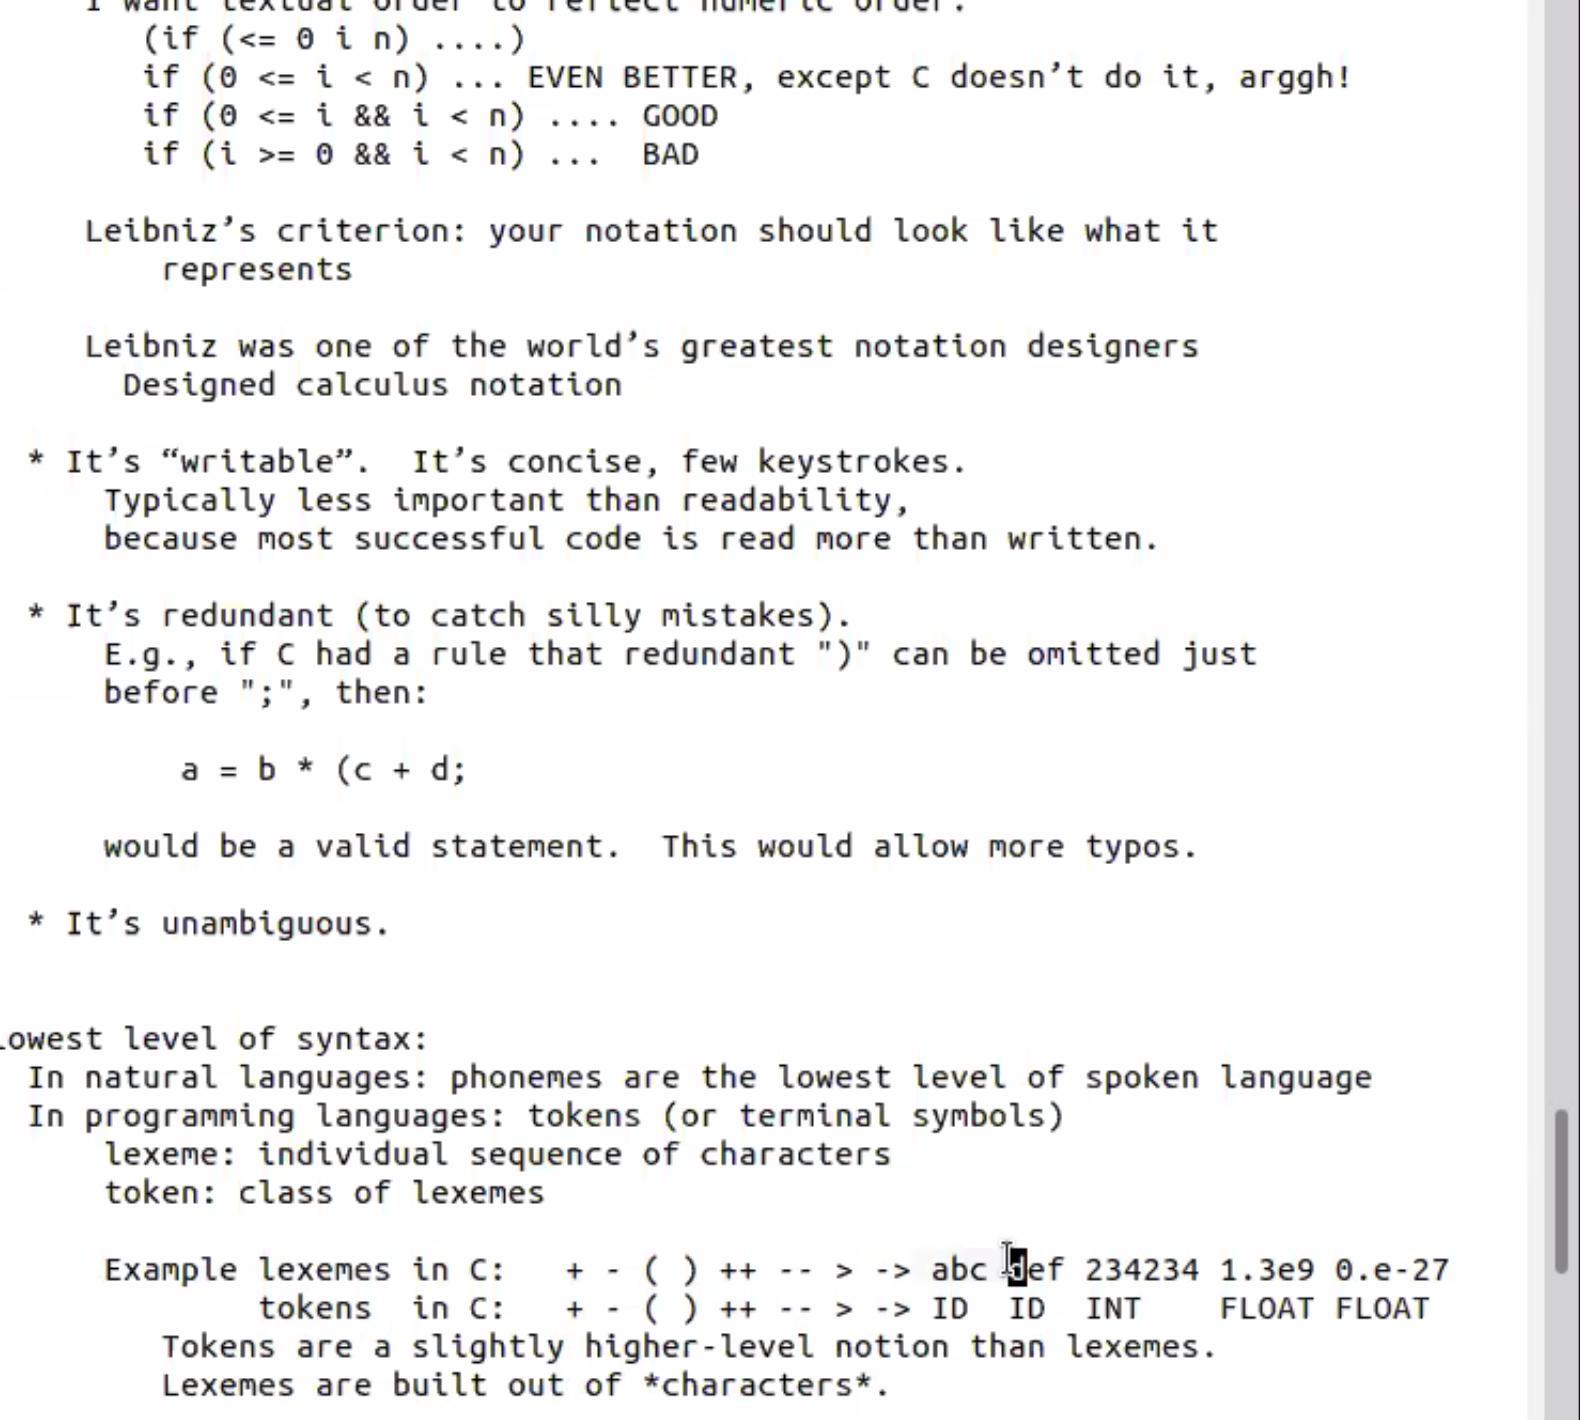 I want textual order to reflect numeric order.
(if (<= 0 i n) ....)
if (0 <= i < n) ... EVEN BETTER, except C doesn’t do it, arggh!
if (0 <= i && i < n) .... GOOD
if (i >= 0 && i < n) ...  BAD
Leibniz’s criterion: your notation should look like what it
represents
Leibniz was one of the world’s greatest notation designers
Designed calculus notation
* It’s “writable”.  It’s concise, few keystrokes.
Typically less important than readability,
because most successful code is read more than written.
* It’s redundant (to catch silly mistakes).
E.g., if C had a rule that redundant ")" can be omitted just
before ";", then:
a = b * (c + d;
would be a valid statement.  This would allow more typos.
* It’s unambiguous.
Lowest level of syntax:
In natural languages: phonemes are the lowest level of spoken language
In programming languages: tokens (or terminal symbols)
lexeme: individual sequence of characters
token: class of lexemes
Example lexemes in C:   + - ( ) ++ -- > -> abc def 234234 1.3e9 0.e-27
tokens  in C:   + - ( ) ++ -- > -> ID  ID  INT    FLOAT FLOAT
Tokens are a slightly higher-level notion than lexemes.
Lexemes are built out of *characters*.